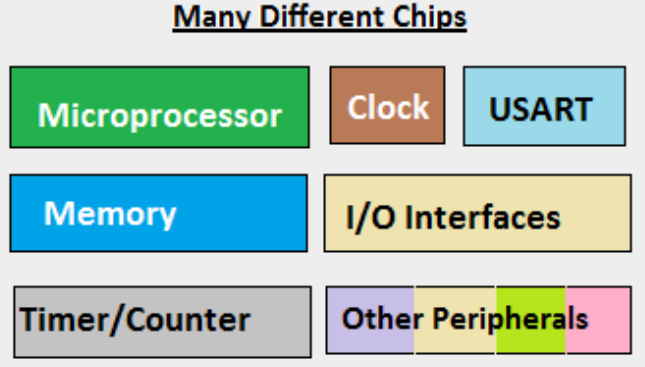 Many Different Chips
Microprocessor
Clock
USART
Memory
I/O Interfaces
Timer/Counter
Other Peripherals